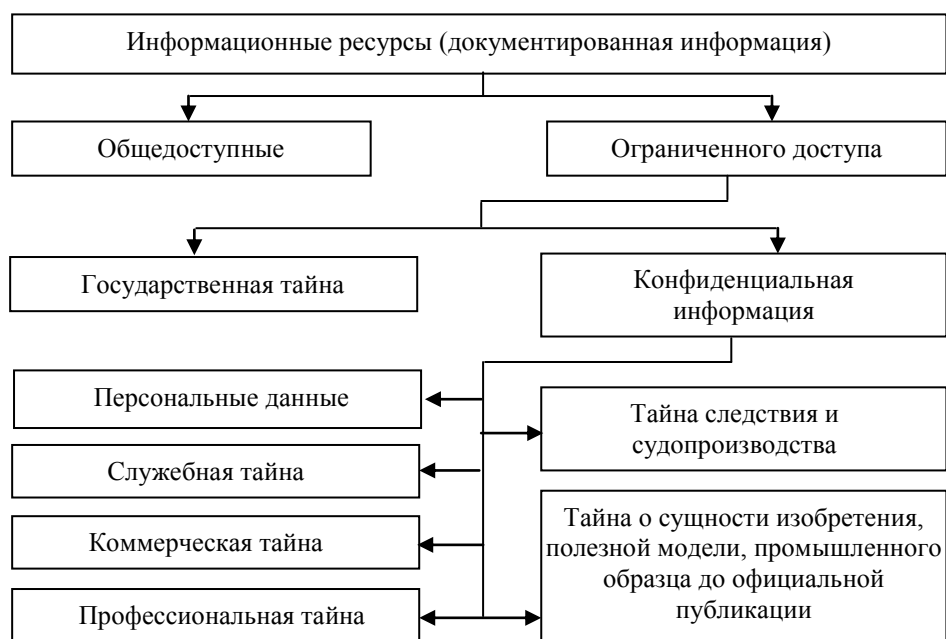 Информационные ресурсы (документированная информация)
Общедоступные
Ограниченного доступа
Государственная тайна
Конфиденциальная
информация
Персональные данные
Тайна следствия и
судопроизводства
Служебная тайна
Коммерческая тайна
Тайна о сущности изобретения,
полезной модели, промышленного
образца до официальной
публикации
Профессиональная тайна